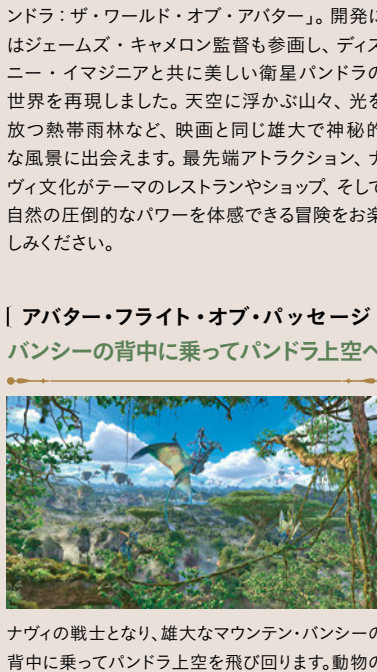 ンドラ：ザ・ワールド・オブ・アバター」。開発に
はジェームズ・キャメロン監督も参画し、ディズ
ニー・イマジニアと共に美しい衛星パンドラの
世界を再現しました。天空に浮かぶ山々、光を
放つ熱帯雨林など、映画と同じ雄大で神秘的
な風景に出会えます。最先端アトラクション、ナ
ヴィ文化がテーマのレストランやショップ、そして
自然の圧倒的なパワーを体感できる冒険をお楽
しみください。
アバター・フライト・オブ・パッセージ
バンシーの背中に乗ってパンドラ上空へ
ナヴィの戦士となり、雄大なマウンテン・バンシーの
背中に乗ってパンドラ上空を飛び回ります。動物の